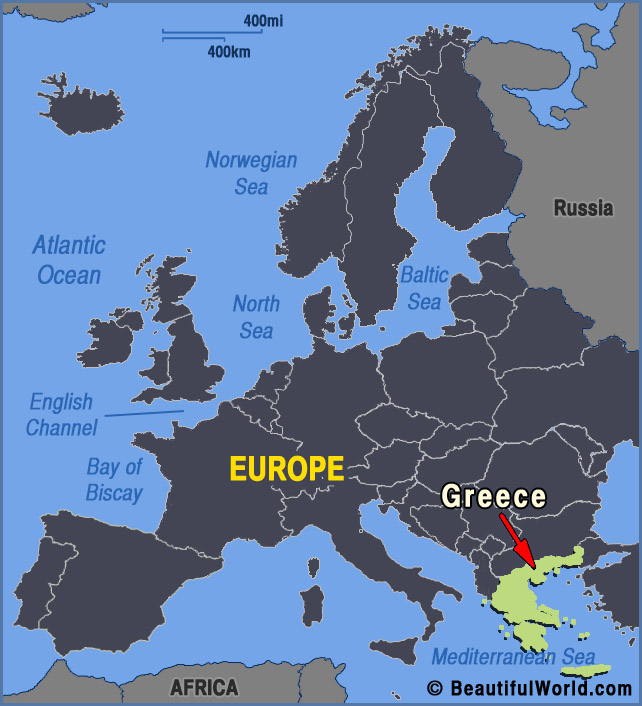 400mi
400km
Norwegian
Sea
Russia
Atlantic
Ocean
Baltic
Sea
North
Sea
English
Channel
EUROPE
Bay of
Biscay
Greece
Mediterranean Sea
AFRICA
© BeautifulWorld.com